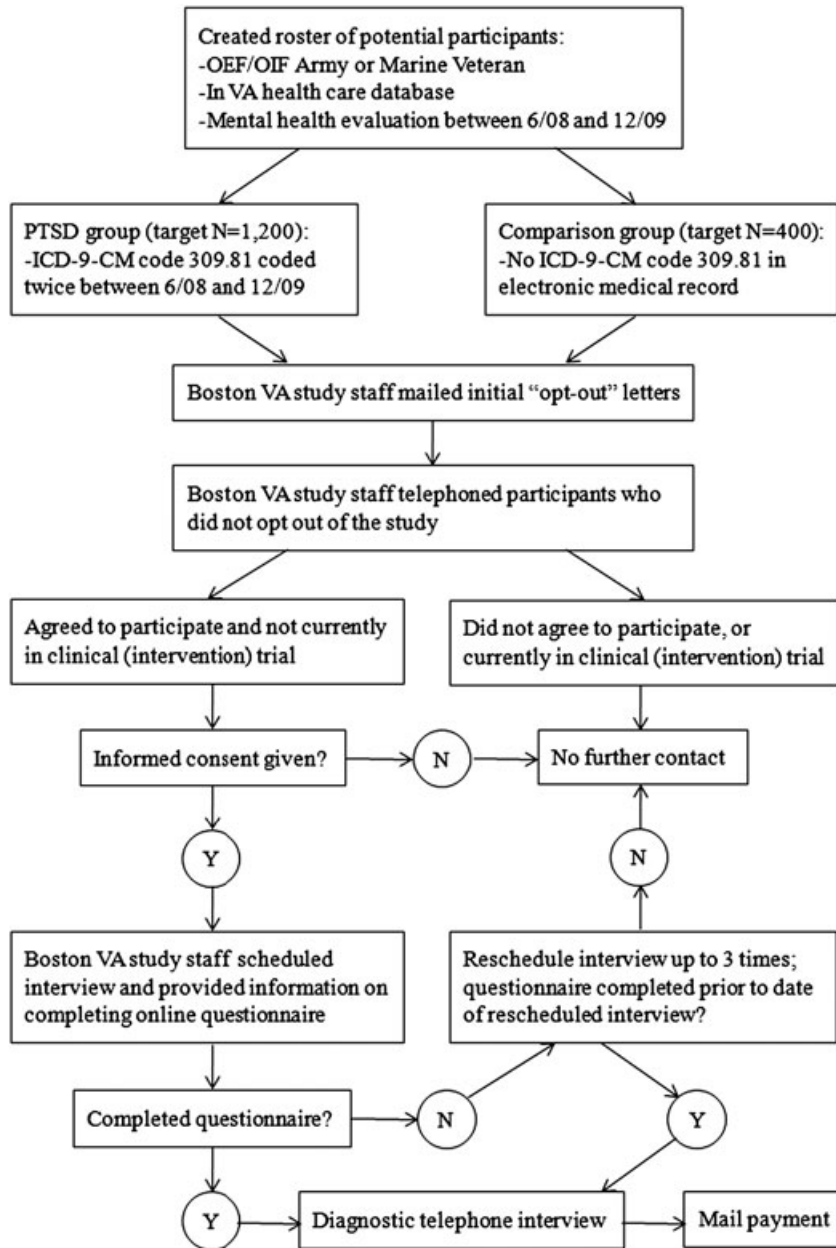 Created roster of potential participants:
-OEF/OIF Army or Marine Veteran
-In VA health care database
-Mental health evaluation between 6/08 and 12/09
PTSD group (target N=1,200):
-ICD-9-CM code 309.81 coded
twice between 6/08 and 12/09
Comparison group (target N=400):
-No ICD-9-CM code 309.81 in
electronic medical record
Boston VA study staff mailed initial “opt-out” letters
Boston VA study staff telephoned participants who
did not opt out of the study
Agreed to participate and not currently
in clinical (intervention) trial
Did not agree to participate, or
currently in clinical (intervention) trial
Informed consent given?
N
No further contact
Y
N
Boston VA study staff scheduled
interview and provided information on
completing online questionnaire
Reschedule interview up to 3 times;
questionnaire completed prior to date
of rescheduled interview?
Completed questionnaire?
N
Y
Y
Diagnostic telephone interview
Mail payment